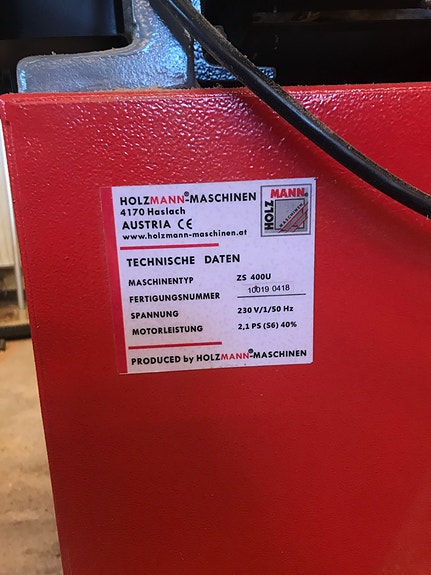 HOLZMANN®-MASCHINEN
4170 Haslach
AUSTRIA CE
www.holzmann-maschinen.at
HOLZ MANN®
MASCHINEN
TECHNISCHE DATEN
MASCHINENTYP ZS 400U
FERTIGUNGSNUMMER 10019 0418
SPANNUNG 230 V/1/50 Hz
MOTORLEISTUNG 2,1 PS (S6) 40%
PRODUCED by HOLZMANN®-MASCHINEN